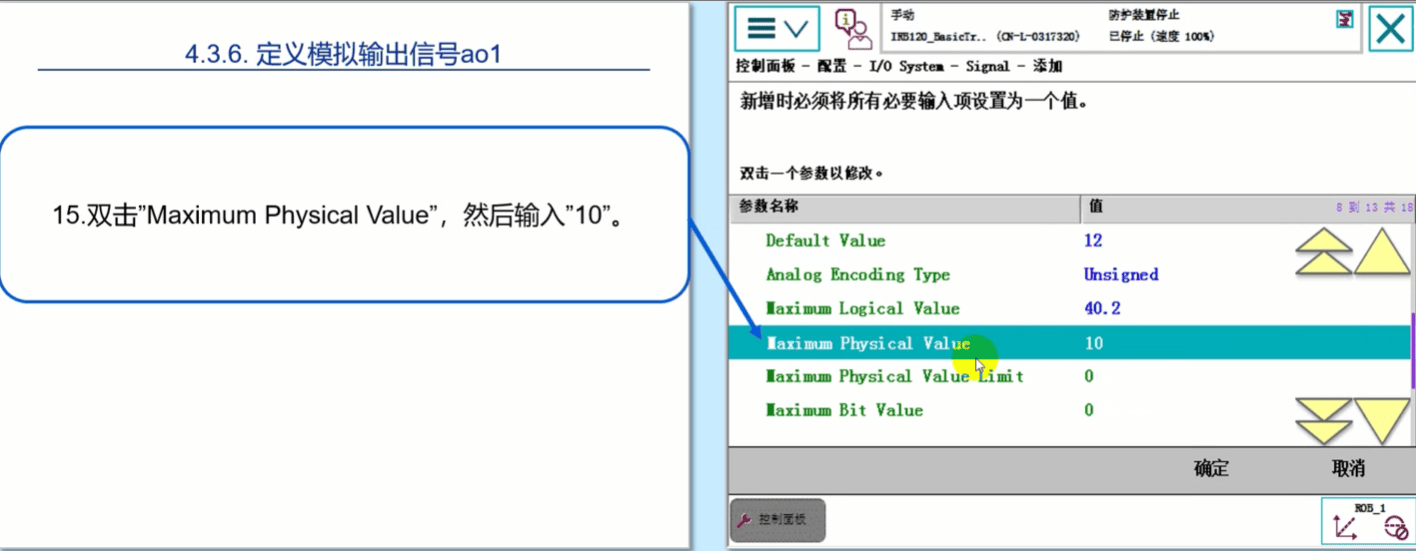 4.3.6. 定义模拟输出信号ao1
15.双击”Maximum Physical Value”，然后输入”10”。
手动
IRB120_BasicTr.. (CN-L-0317320)
防护装置停止
已停止 (速度 100%)
控制面板 - 配置 - I/O System - Signal - 添加
新增时必须将所有必要输入项设置为一个值。
双击一个参数以修改。
参数名称 值 8 到 13 共 18
Default Value 12
Analog Encoding Type Unsigned
Maximum Logical Value 40.2
Maximum Physical Value 10
Maximum Physical Value Limit 0
Maximum Bit Value 0
确定 取消
控制面板
ROB_1